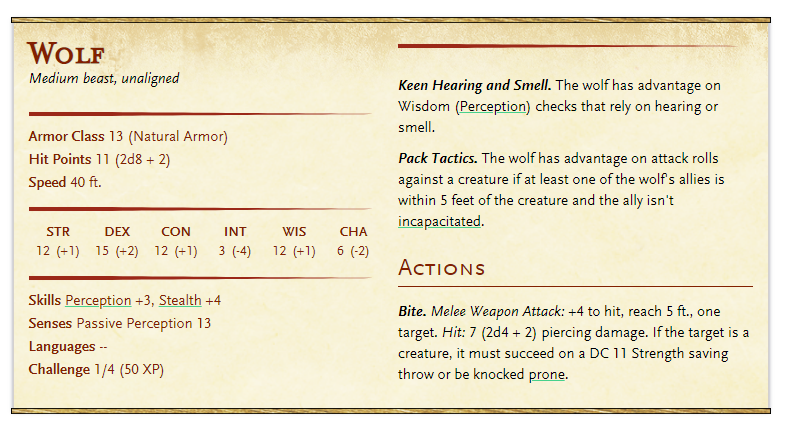 Wolf
Medium beast, unaligned
Armor Class 13 (Natural Armor)
Hit Points 11 (2d8 + 2)
Speed 40 ft.
STR DEX CON INT WIS CHA
12 (+1) 15 (+2) 12 (+1) 3 (-4) 12 (+1) 6 (-2)
Skills Perception +3, Stealth +4
Senses Passive Perception 13
Languages --
Challenge 1/4 (50 XP)
Keen Hearing and Smell. The wolf has advantage on
Wisdom (Perception) checks that rely on hearing or
smell.
Pack Tactics. The wolf has advantage on attack rolls
against a creature if at least one of the wolf's allies is
within 5 feet of the creature and the ally isn't
incapacitated.
Actions
Bite. Melee Weapon Attack: +4 to hit, reach 5 ft., one
target. Hit: 7 (2d4 + 2) piercing damage. If the target is a
creature, it must succeed on a DC 11 Strength saving
throw or be knocked prone.